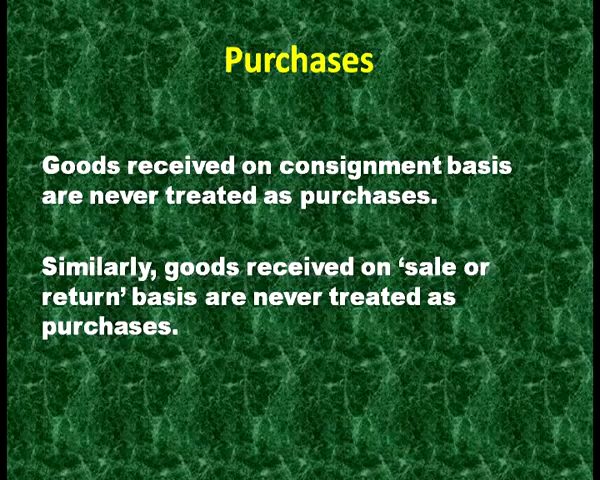 Purchases
Goods received on consignment basis
are never treated as purchases.
Similarly, goods received on ‘sale or
return’ basis are never treated as
purchases.